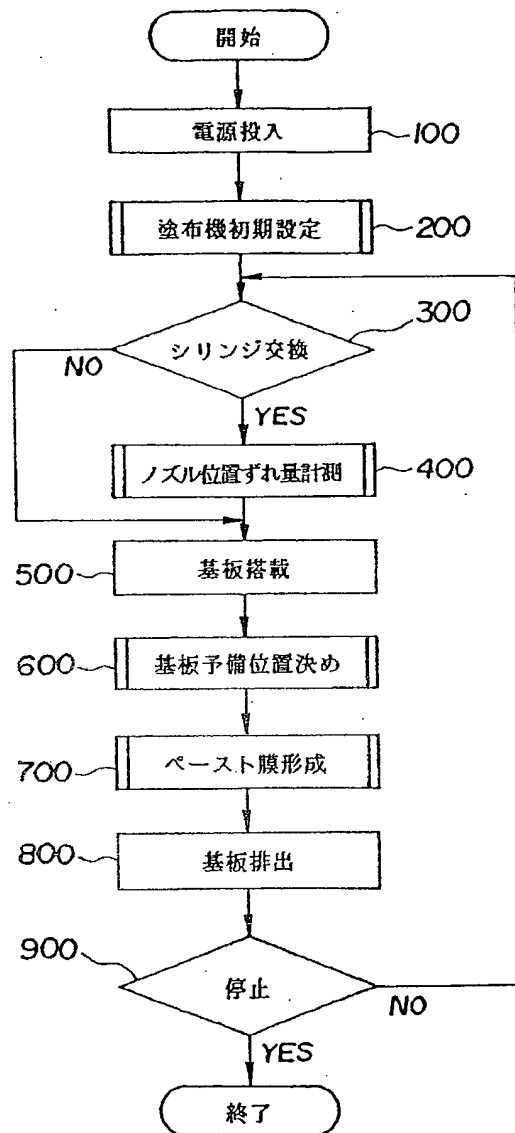 開始
電源投入
100
塗布機初期設定
200
シリンジ交換
300
NO
YES
ノズル位置ずれ量計測
400
500
基板搭載
600
基板予備位置決め
700
ペースト膜形成
800
基板排出
900
停止
NO
YES
終了